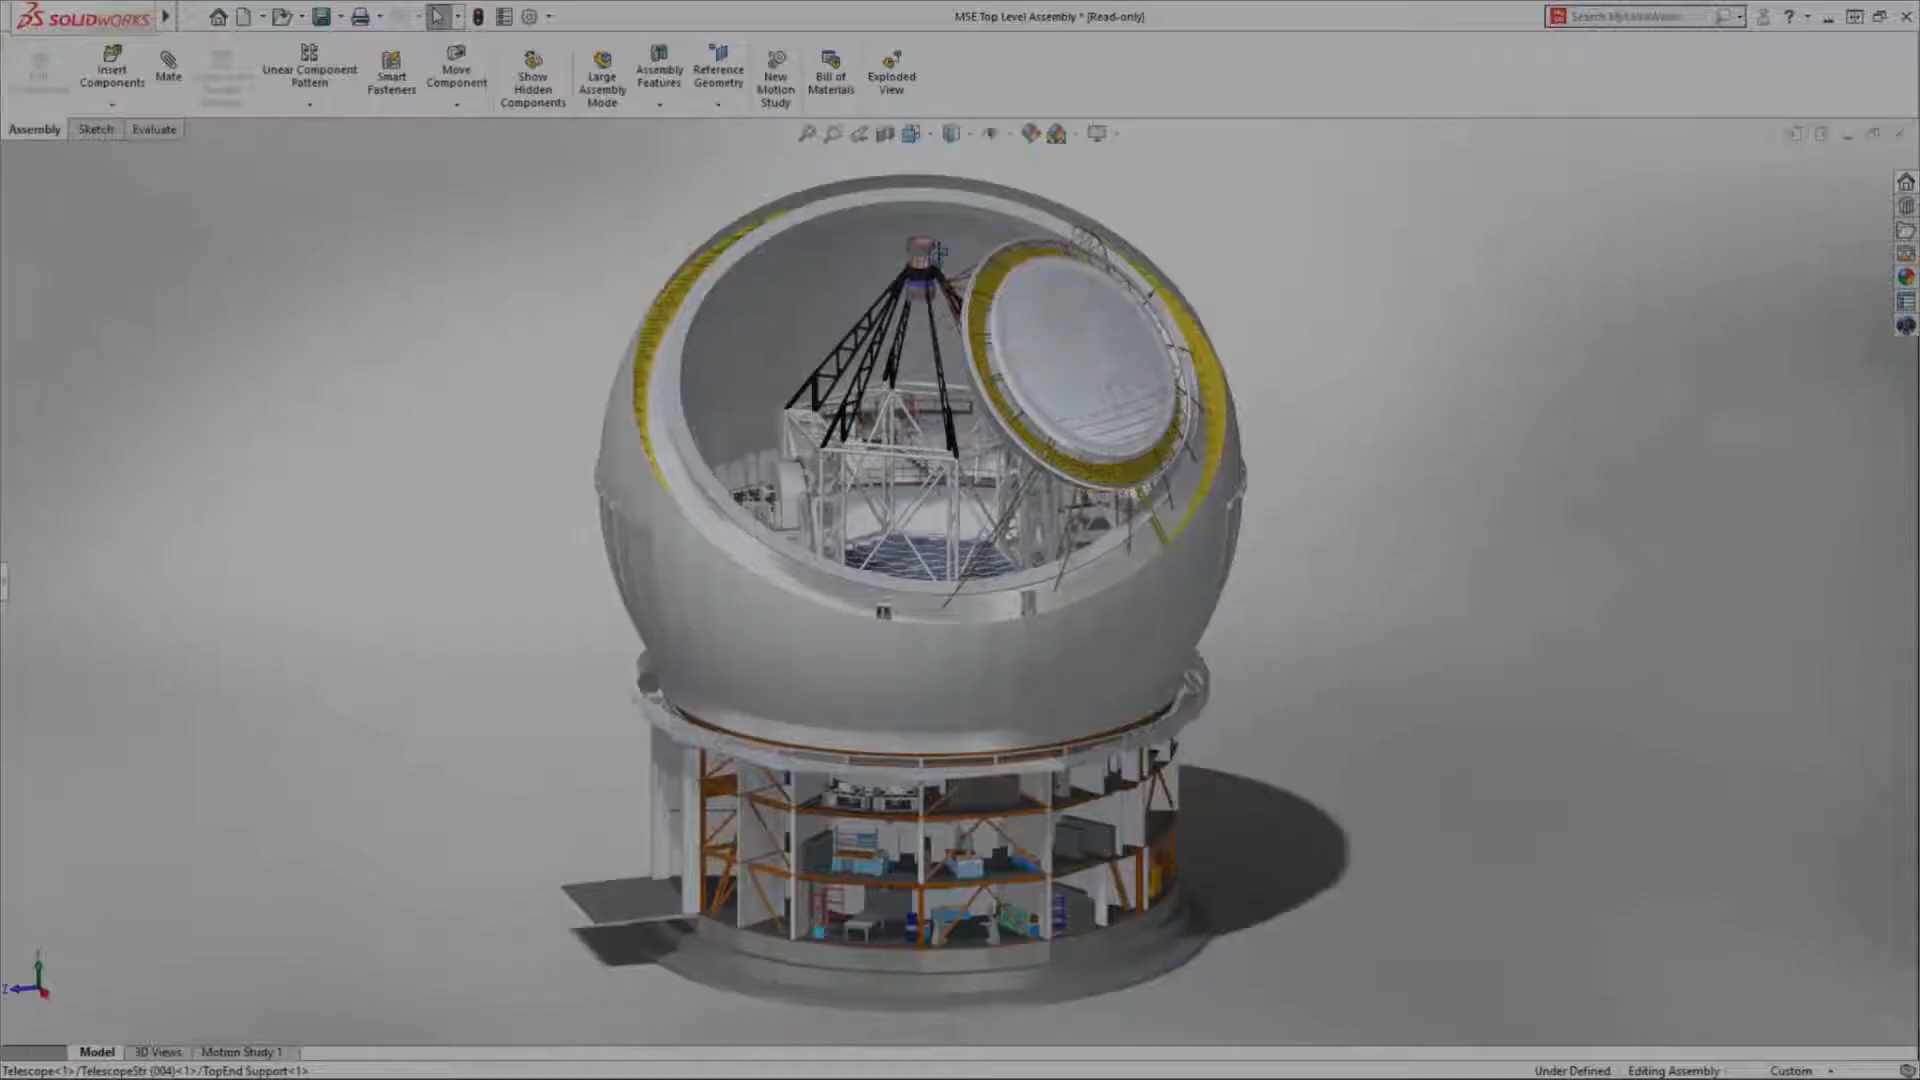 SOLIDWORKS
MSE Top Level Assembly * [Read-only]
Insert Components
Mate
Linear Component Pattern
Smart Fasteners
Move Component
Show Hidden Components
Large Assembly Mode
Assembly Features
Reference Geometry
New Motion Study
Bill of Materials
Exploded View
Assembly
Sketch
Evaluate
Z
Model
3D Views
Motion Study 1
Telescope<1>/TelescopeStr (004)<1>/TopEnd Support<1>
Under Defined
Editing Assembly
Custom